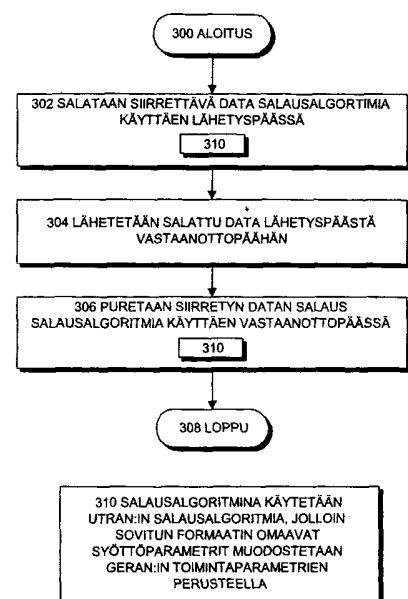 300 ALOITUS
302 SALATAAN SIIRRETTÄVÄ DATA SALAUSALGORTIMIA
KÄYTTÄEN LÄHETYSPÄÄSSÄ
310
304 LÄHETETÄÄN SALATTU DATA LÄHETYSPÄÄSTÄ
VASTAANOTTOPÄÄHÄN
306 PURETAAN SIIRRETYN DATAN SALAUS
SALAUSALGORITMIA KÄYTTÄEN VASTAANOTTOPÄÄSSÄ
310
308 LOPPU
310 SALAUSALGORITMINA KÄYTETÄÄN
UTRAN:IN SALAUSALGORITMIA, JOLLOIN
SOVITUN FORMAATIN OMAAVAT
SYÖTTÖPARAMETRIT MUODOSTETAAN
GERAN:IN TOIMINTAPARAMETRIEN
PERUSTEELLA